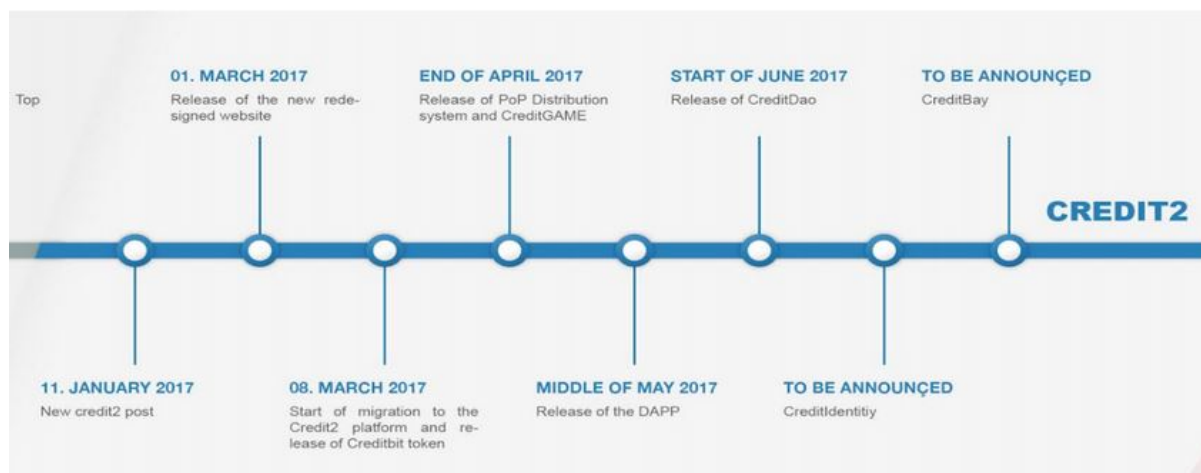 Top
01. MARCH 2017
Release of the new rede-
signed website
END OF APRIL 2017
Release of PoP Distribution
system and CreditGAME
START OF JUNE 2017
Release of CreditDao
TO BE ANNOUNÇED
CreditBay
CREDIT2
11. JANUARY 2017
New credit2 post
08. MARCH 2017
Start of migration to the
Credit2 platform and re-
lease of Creditbit token
MIDDLE OF MAY 2017
Release of the DAPP
TO BE ANNOUNÇED
CreditIdentitiy